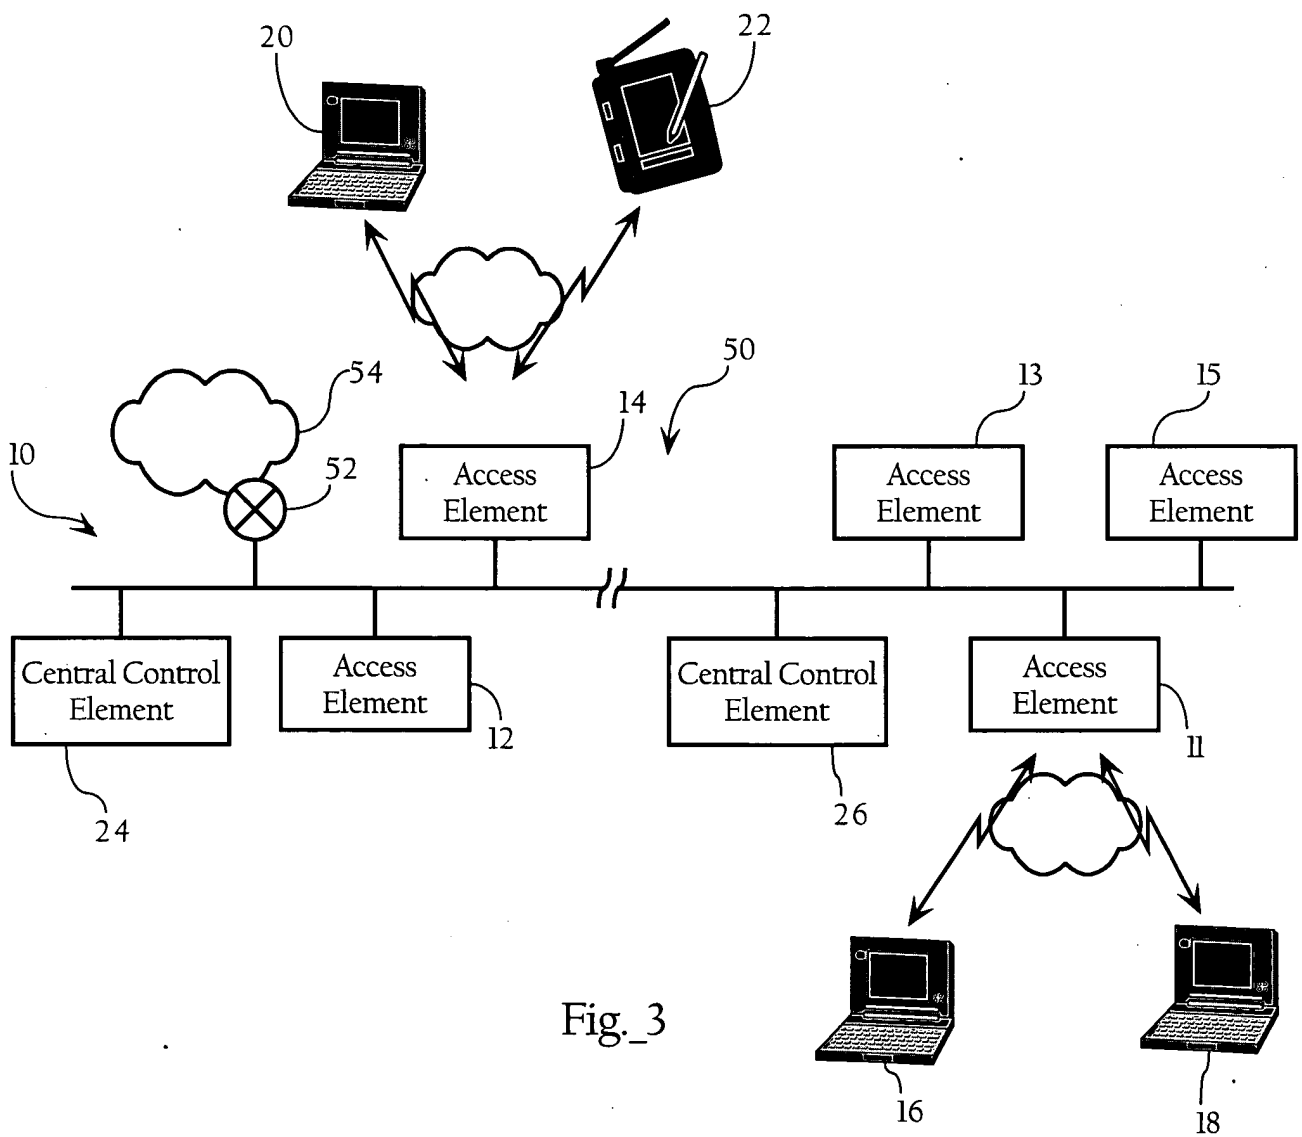 20
22
54
50
13
15
14
10
52
Access
Element
Access
Element
Access
Element
Central Control
Element
Access
Element
Central Control
Element
Access
Element
12
11
24
26
Fig._3
16
18